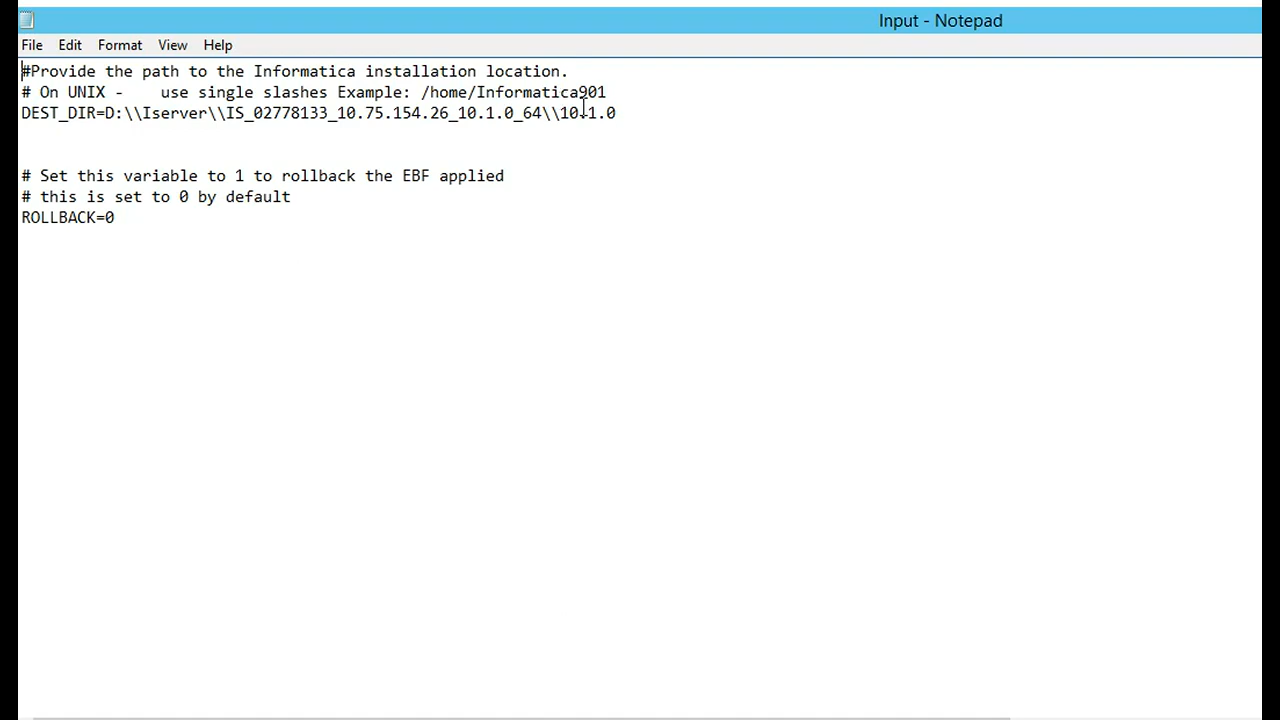 Input - Notepad
File Edit Format View Help
#Provide the path to the Informatica installation location.
# On UNIX -    use single slashes Example: /home/Informatica901
DEST_DIR=D:\\Iserver\\IS_02778133_10.75.154.26_10.1.0_64\\10.1.0
# Set this variable to 1 to rollback the EBF applied
# this is set to 0 by default
ROLLBACK=0